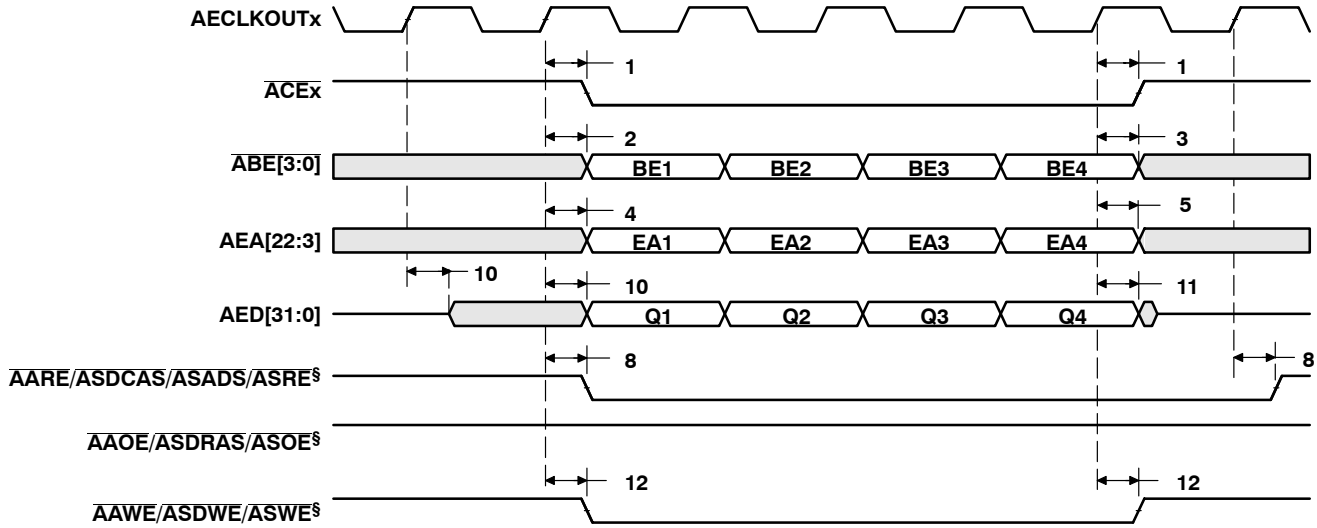 AECLKOUTx
1 1
ACEx
2 3
ABE[3:0] BE1 BE2 BE3 BE4
4 5
AEA[22:3] EA1 EA2 EA3 EA4
10 10 11
AED[31:0] Q1 Q2 Q3 Q4
8 8
AARE/ASDCAS/ASADS/ASRE§
AAOE/ASDRAS/ASOE§
12 12
AAWE/ASDWE/ASWE§